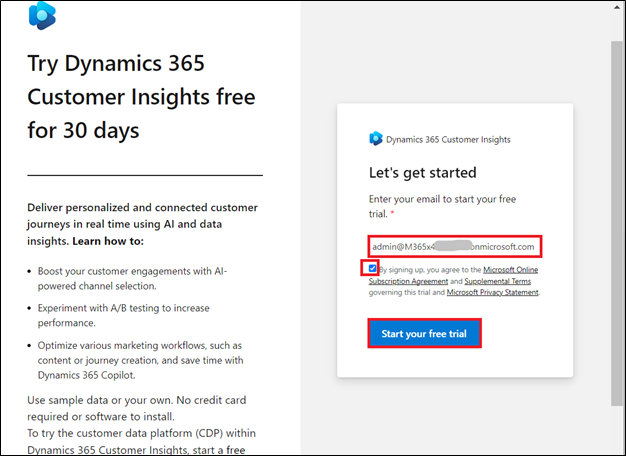 Try Dynamics 365
Customer Insights free
for 30 days
Deliver personalized and connected customer
journeys in real time using AI and data
insights. Learn how to:
• Boost your customer engagements with AI-
powered channel selection.
• Experiment with A/B testing to increase
performance.
• Optimize various marketing workflows, such as
content or journey creation, and save time with
Dynamics 365 Copilot.
Use sample data or your own. No credit card
required or software to install.
To try the customer data platform (CDP) within
Dynamics 365 Customer Insights, start a free
Dynamics 365 Customer Insights
Let's get started
Enter your email to start your free
trial. *
admin@M365x4 onmicrosoft.com
By signing up, you agree to the Microsoft Online
Subscription Agreement and Supplemental Terms
governing this trial and Microsoft Privacy Statement.
Start your free trial